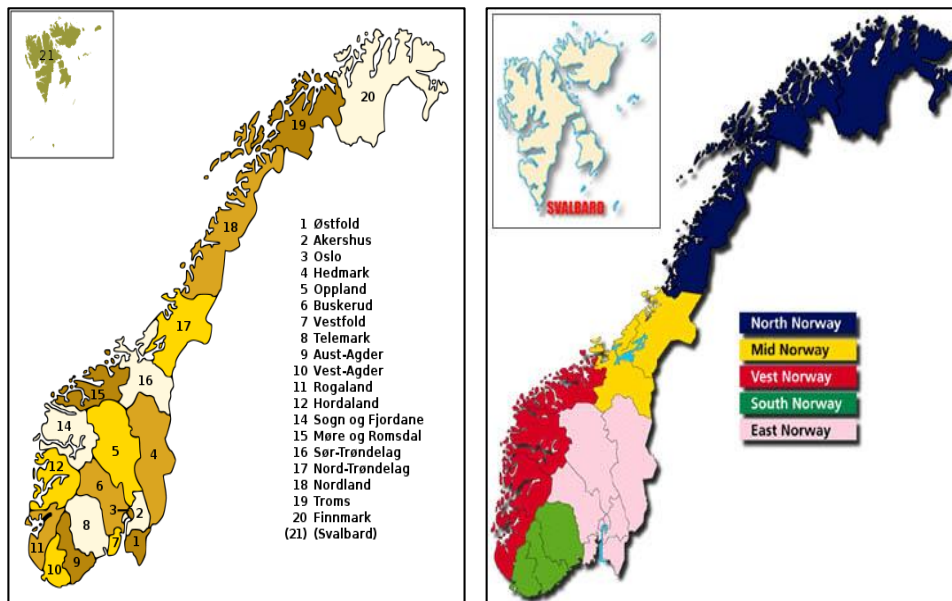 21
20
19
18
17
16
15
14
12
5
4
6
3
2
8
7
1
11
10
9
1 Østfold
2 Akershus
3 Oslo
4 Hedmark
5 Oppland
6 Buskerud
7 Vestfold
8 Telemark
9 Aust-Agder
10 Vest-Agder
11 Rogaland
12 Hordaland
14 Sogn og Fjordane
15 Møre og Romsdal
16 Sør-Trøndelag
17 Nord-Trøndelag
18 Nordland
19 Troms
20 Finnmark
(21) (Svalbard)
SVALBARD
North Norway
Mid Norway
Vest Norway
South Norway
East Norway